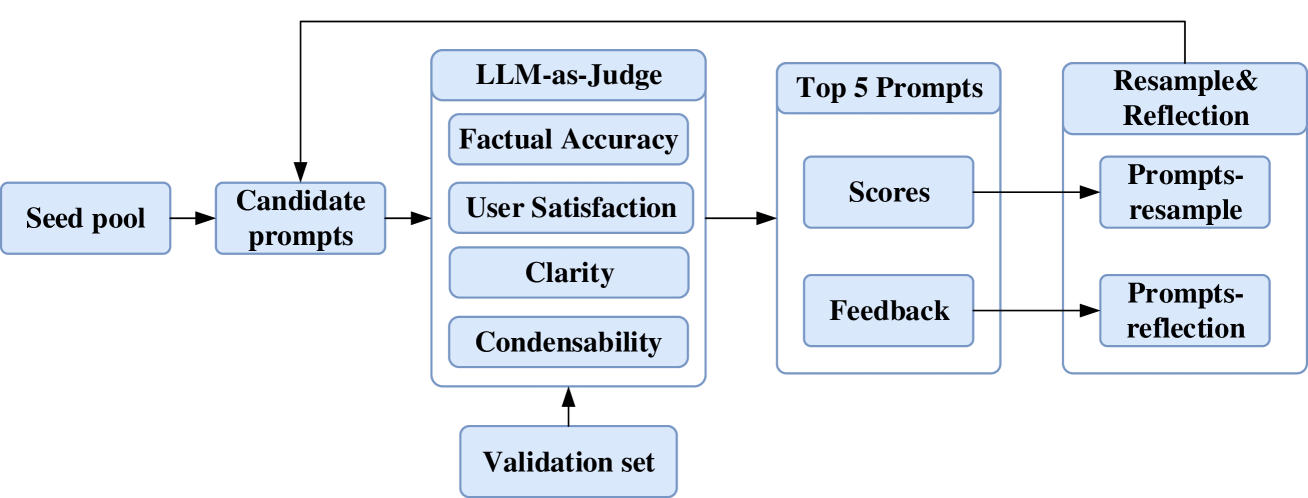 Seed pool
Candidate
prompts
LLM-as-Judge
Factual Accuracy
User Satisfaction
Clarity
Condensability
Validation set
Top 5 Prompts
Scores
Feedback
Resample&
Reflection
Prompts-
resample
Prompts-
reflection